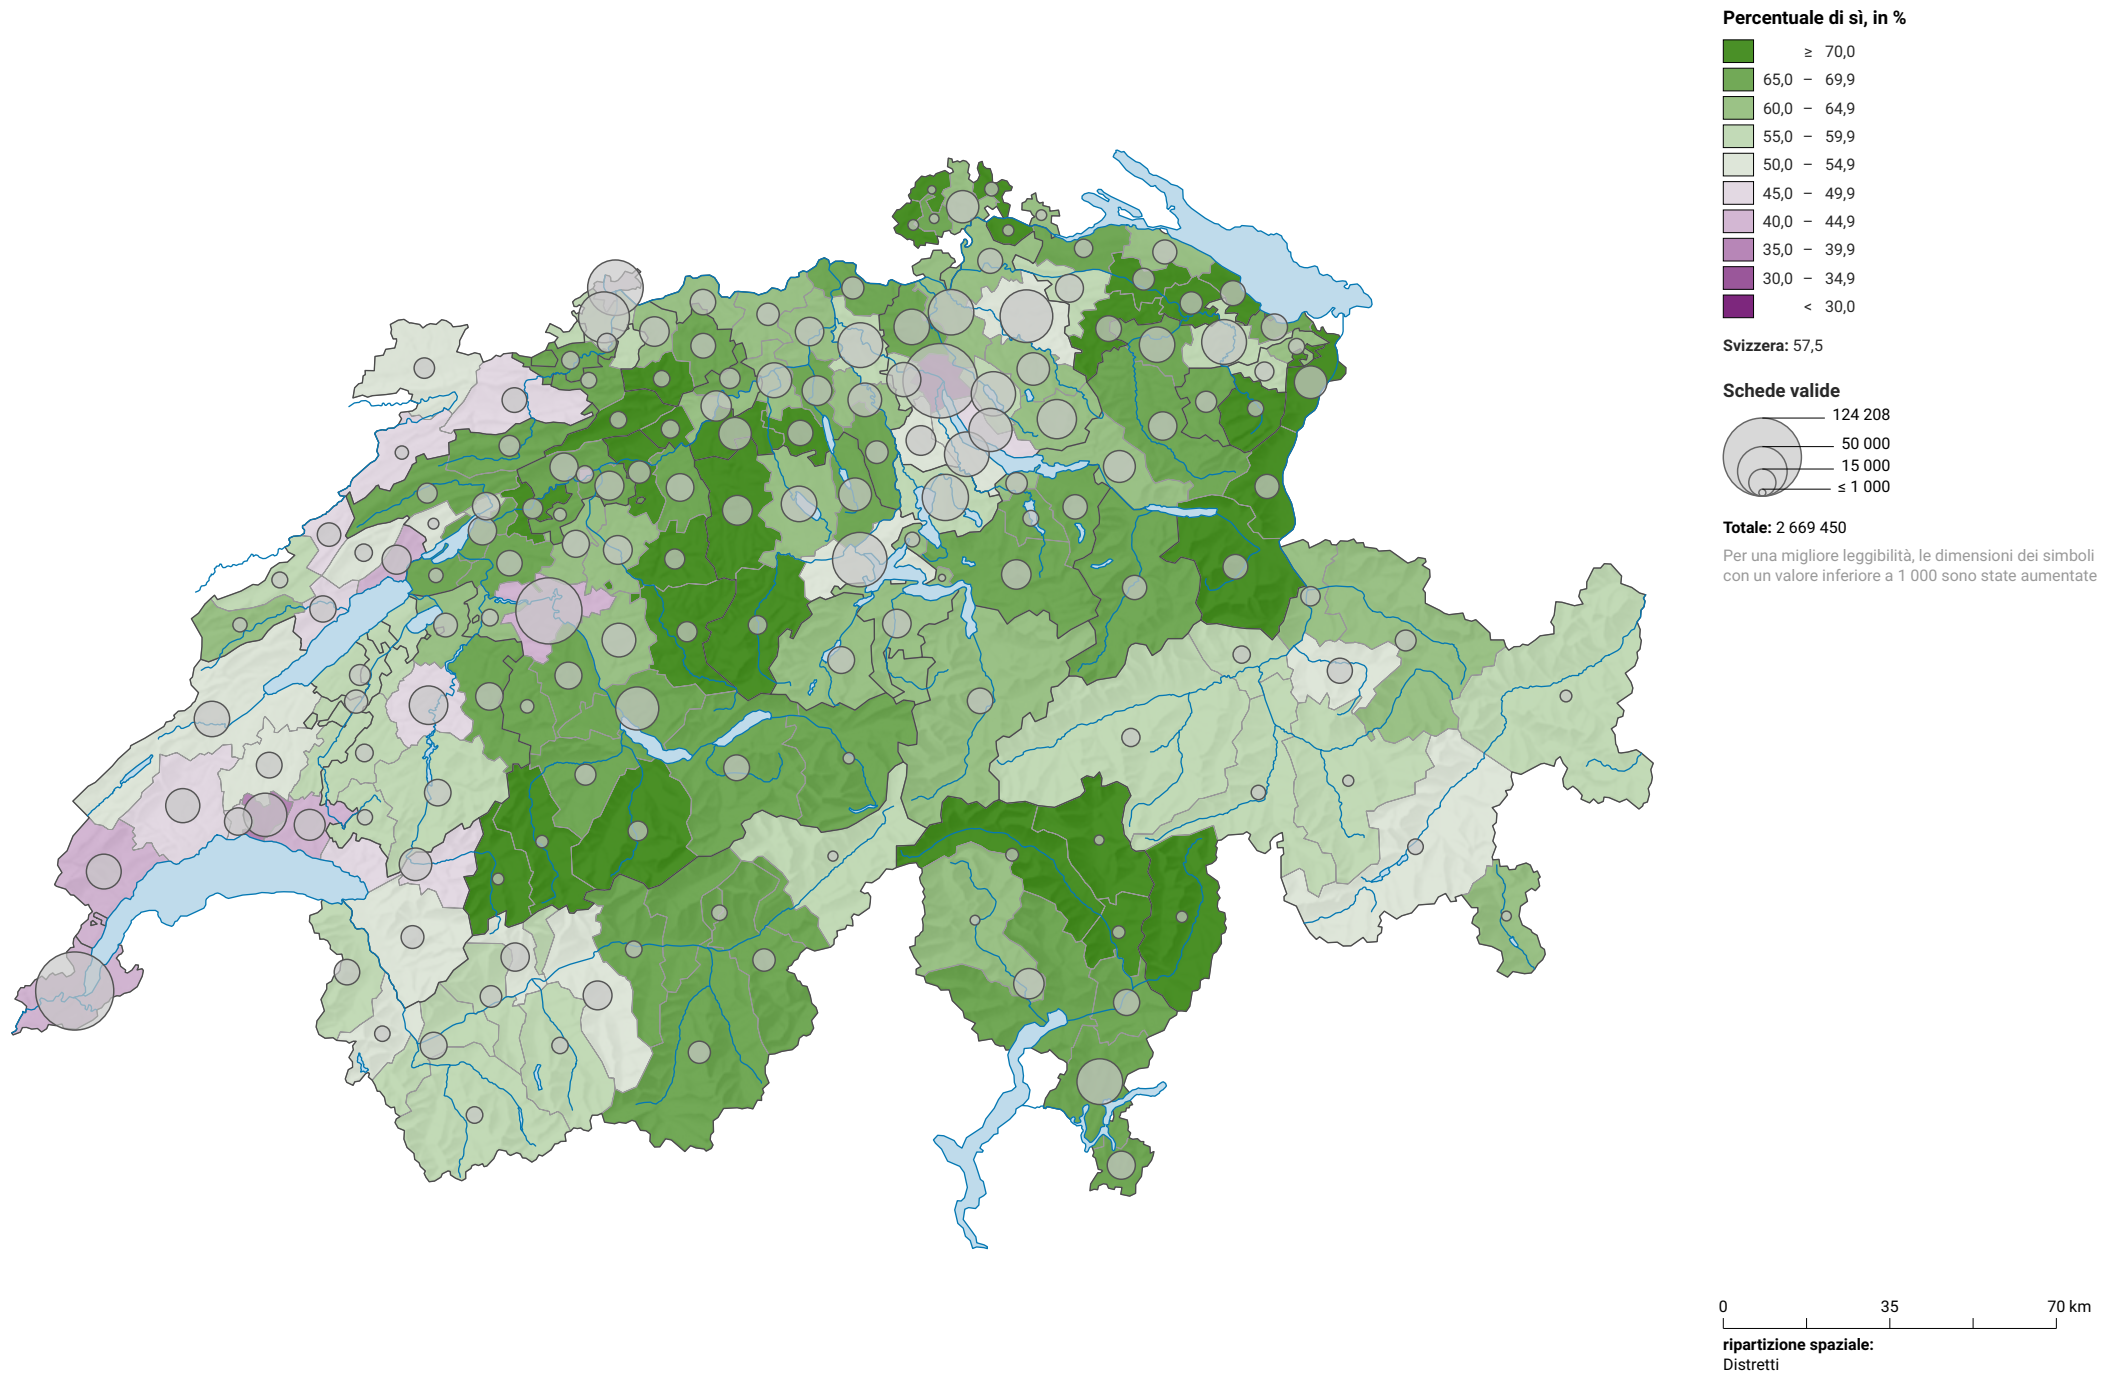 Percentuale di sì, in %
≥ 70,0
65,0 – 69,9
60,0 – 64,9
55,0 – 59,9
50,0 – 54,9
45,0 – 49,9
40,0 – 44,9
35,0 – 39,9
30,0 – 34,9
< 30,0
Svizzera: 57,5
Schede valide
124 208
50 000
15 000
≤ 1 000
Totale: 2 669 450
Per una migliore leggibilità, le dimensioni dei simboli
con un valore inferiore a 1 000 sono state aumentate
0 35 70 km
ripartizione spaziale:
Distretti